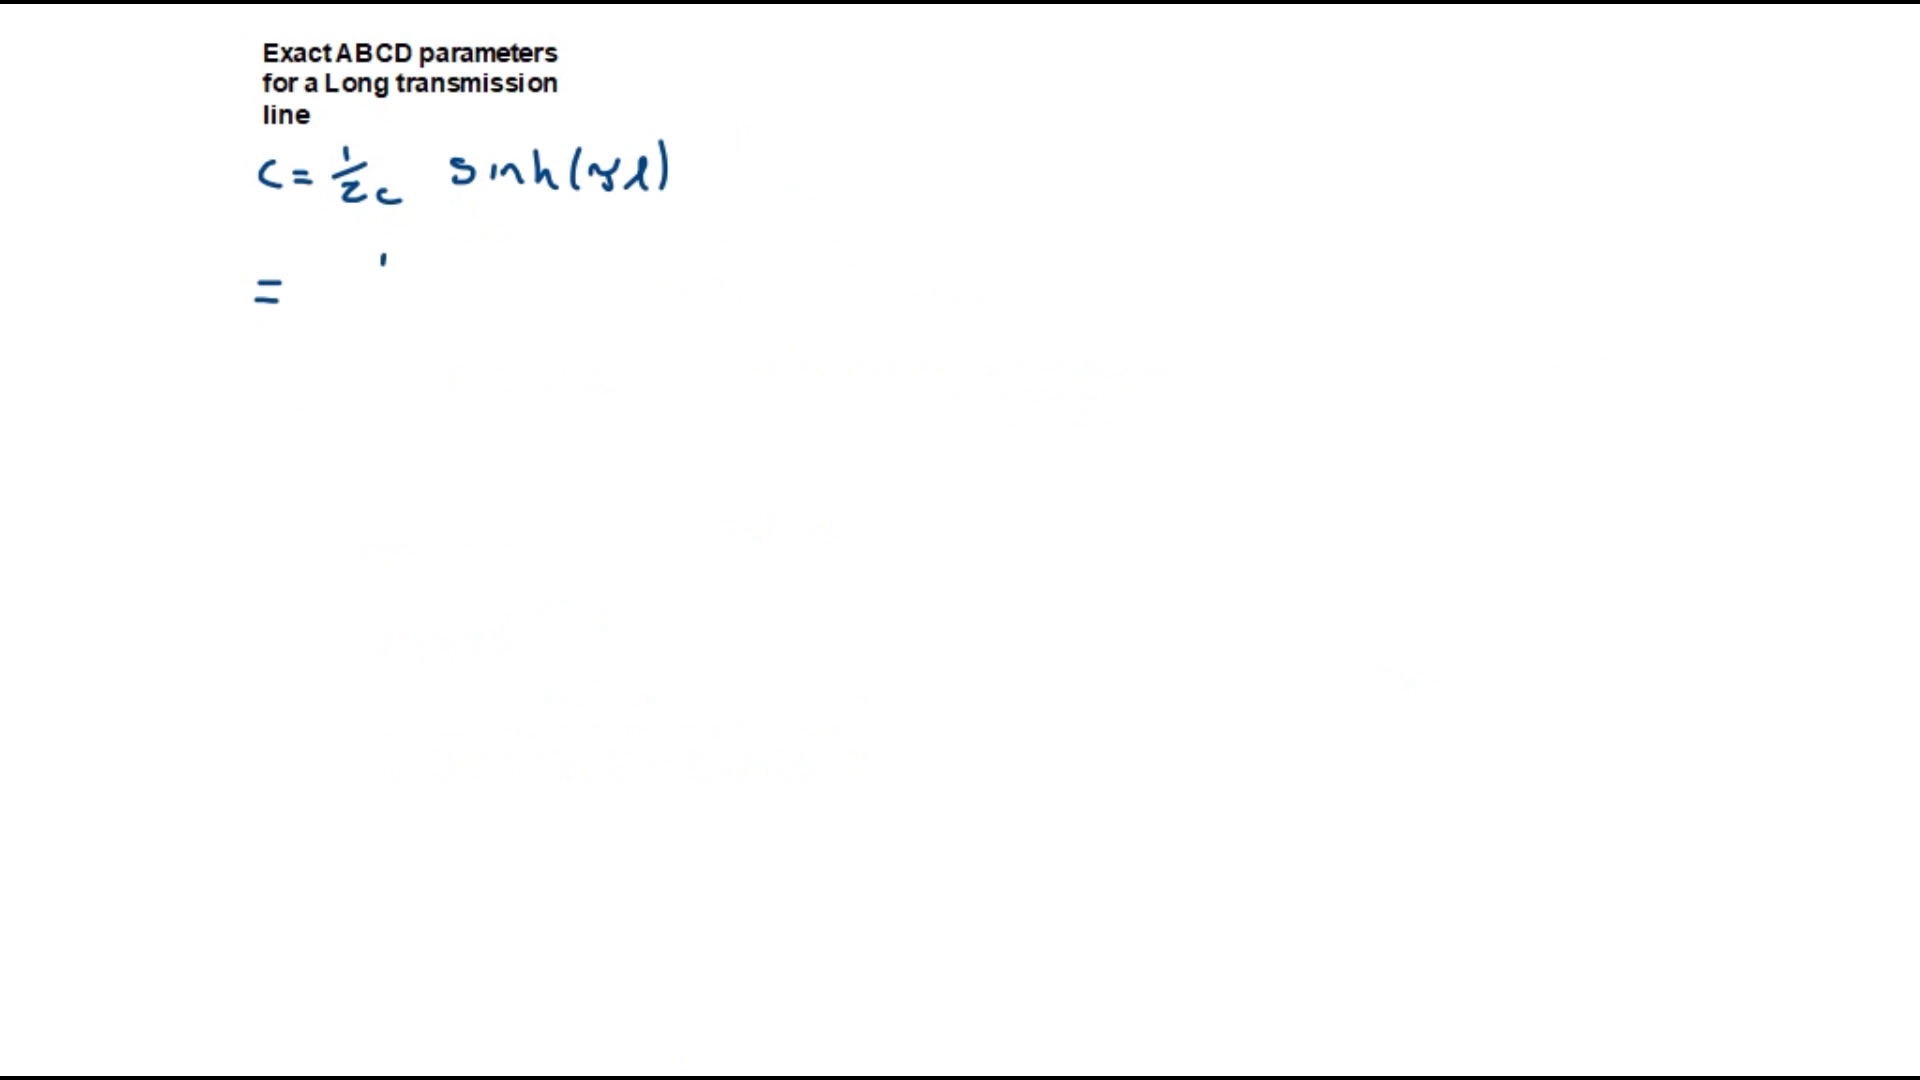 Exact ABCD parameters
for a Long transmission
line
C = 1/Zc sinh(γl)
= '